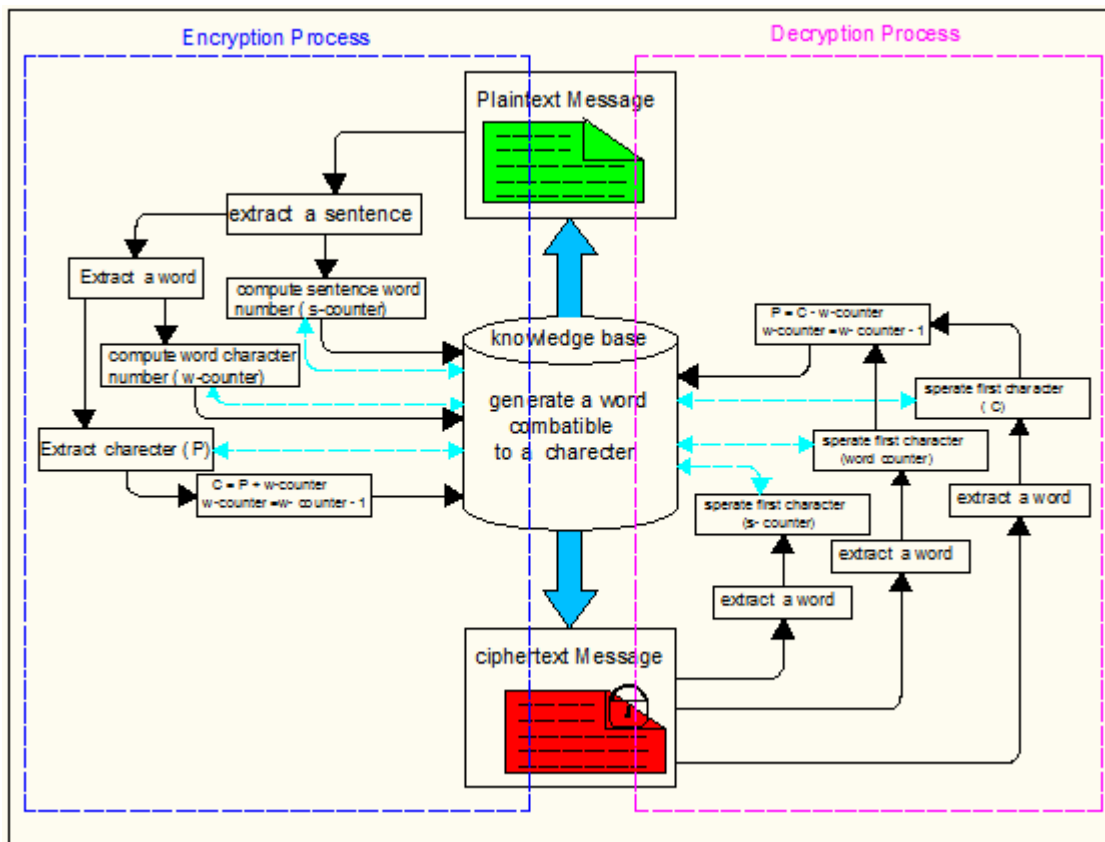 Encryption Process
Decryption Process
Plaintext Message
extract a sentence
Extract a word
compute sentence word
number ( s-counter)
compute word character
number ( w-counter)
Extract charecter ( P)
C = P + w-counter
w-counter =w- counter - 1
knowledge base
generate a word
combatible
to a charecter
P = C - w-counter
w-counter =w- counter - 1
sperate first character
( C)
sperate first character
(word counter)
sperate first character
(s- counter)
extract a word
extract a word
extract a word
ciphertext Message